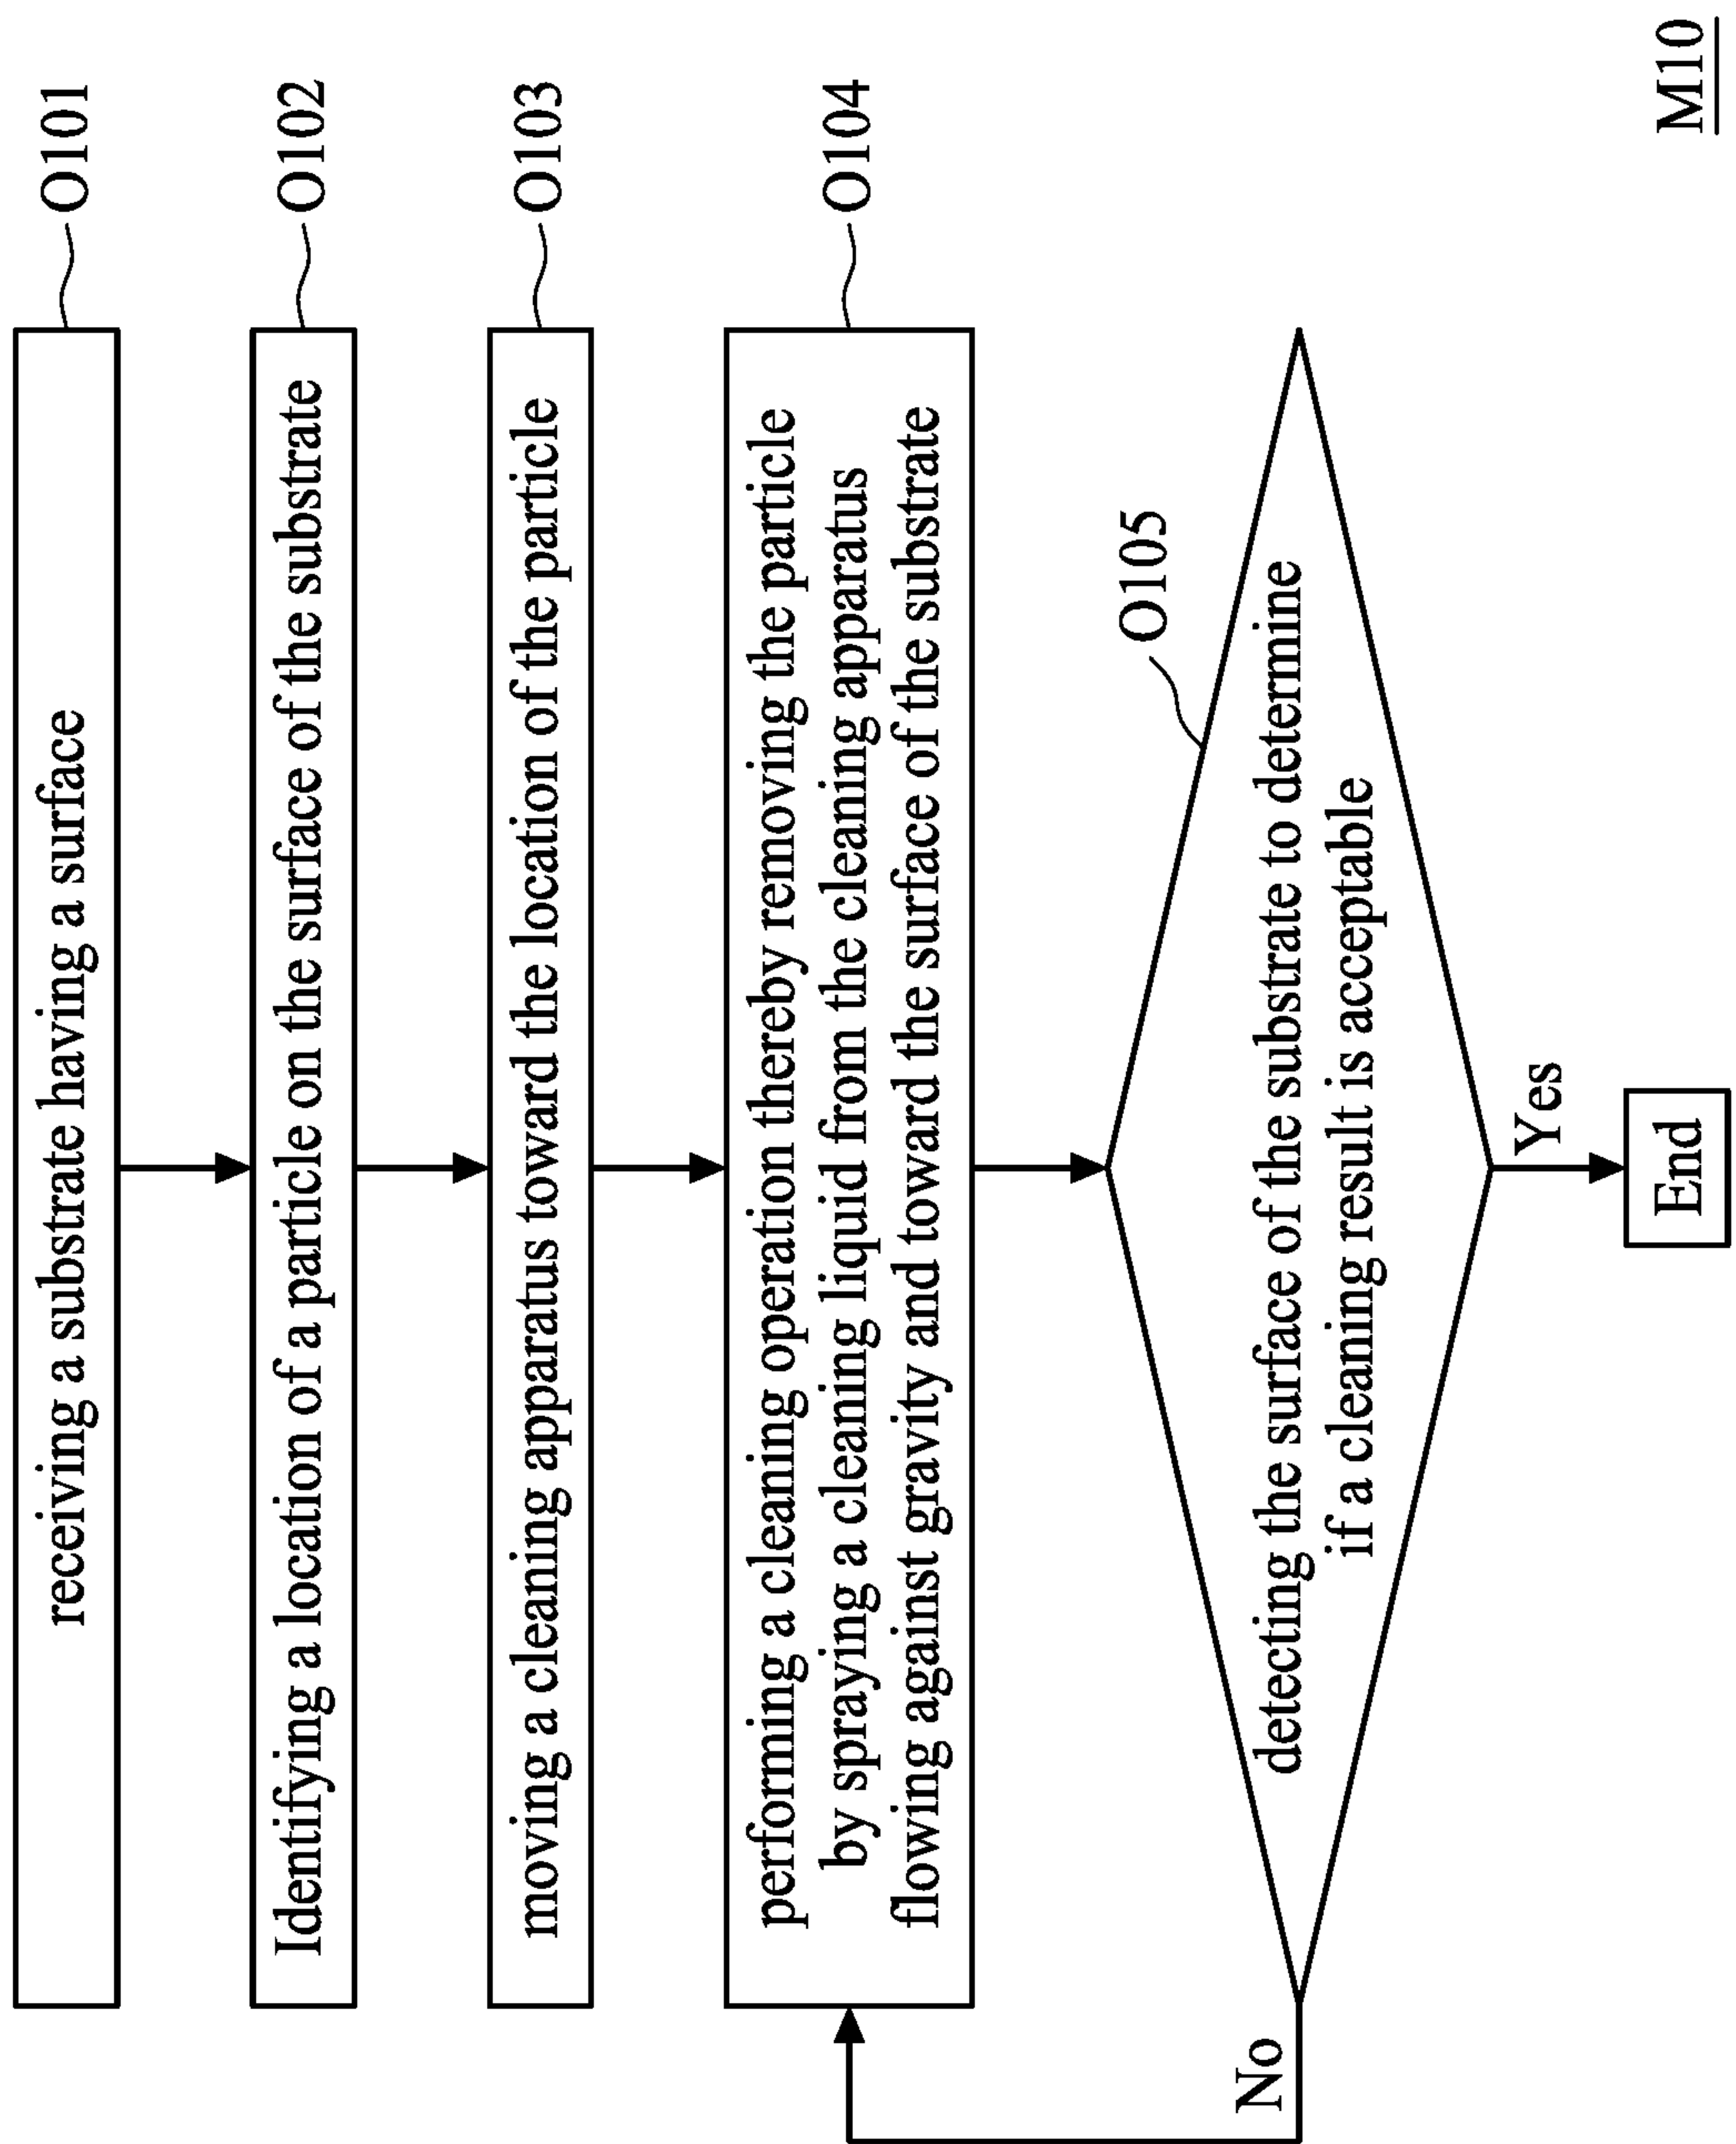 receiving a substrate having a surface
O101
Identifying a location of a particle on the surface of the substrate
O102
moving a cleaning apparatus toward the location of the particle
O103
performing a cleaning operation thereby removing the particle
by spraying a cleaning liquid from the cleaning apparatus
flowing against gravity and toward the surface of the substrate
O104
O105
detecting the surface of the substrate to determine
if a cleaning result is acceptable
No
Yes
End
M10